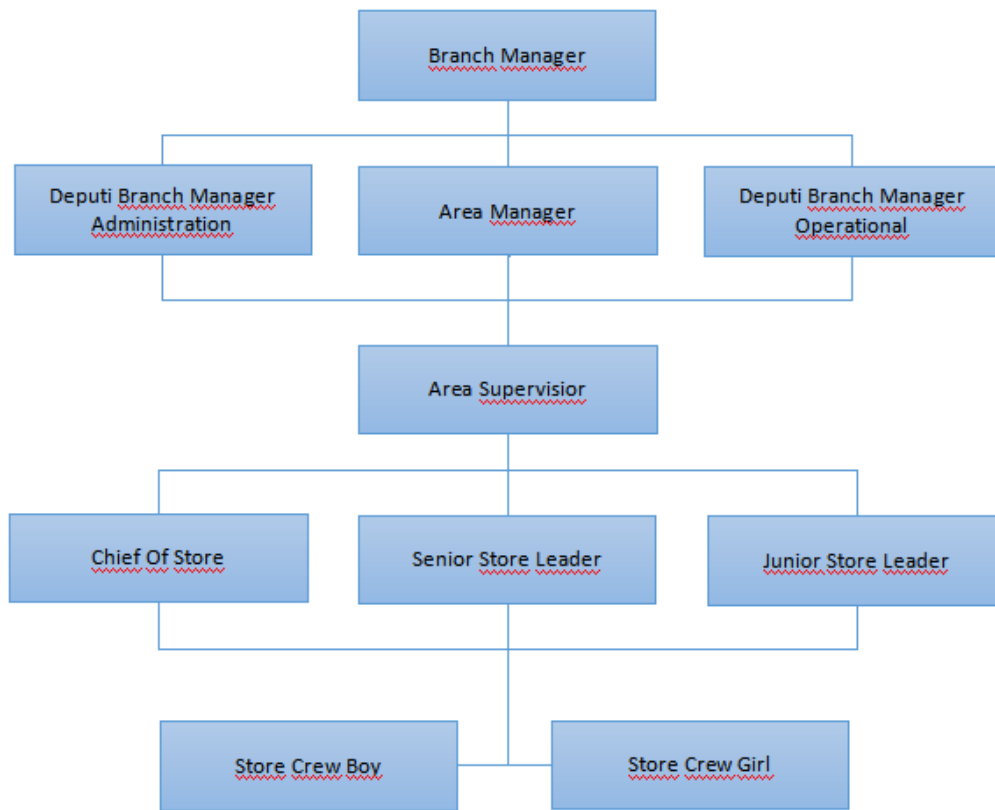 Branch Manager
Deputi Branch Manager
Administration
Area Manager
Deputi Branch Manager
Operational
Area Supervisior
Chief Of Store
Senior Store Leader
Junior Store Leader
Store Crew Boy
Store Crew Girl